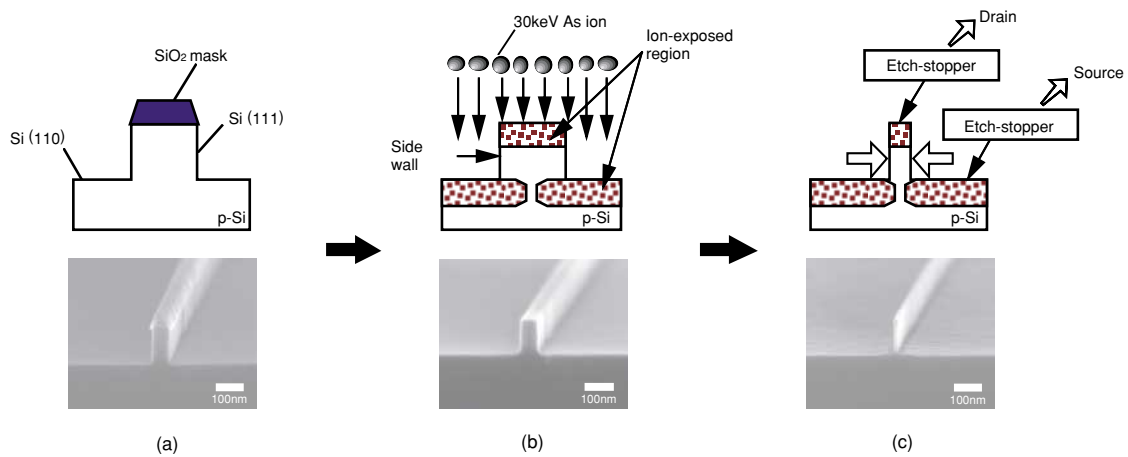 SiO2 mask
Si (111)
Si (110)
p-Si
100nm
(a)
30keV As ion
Ion-exposed
region
Side
wall
p-Si
100nm
(b)
Drain
Etch-stopper
Source
Etch-stopper
p-Si
100nm
(c)